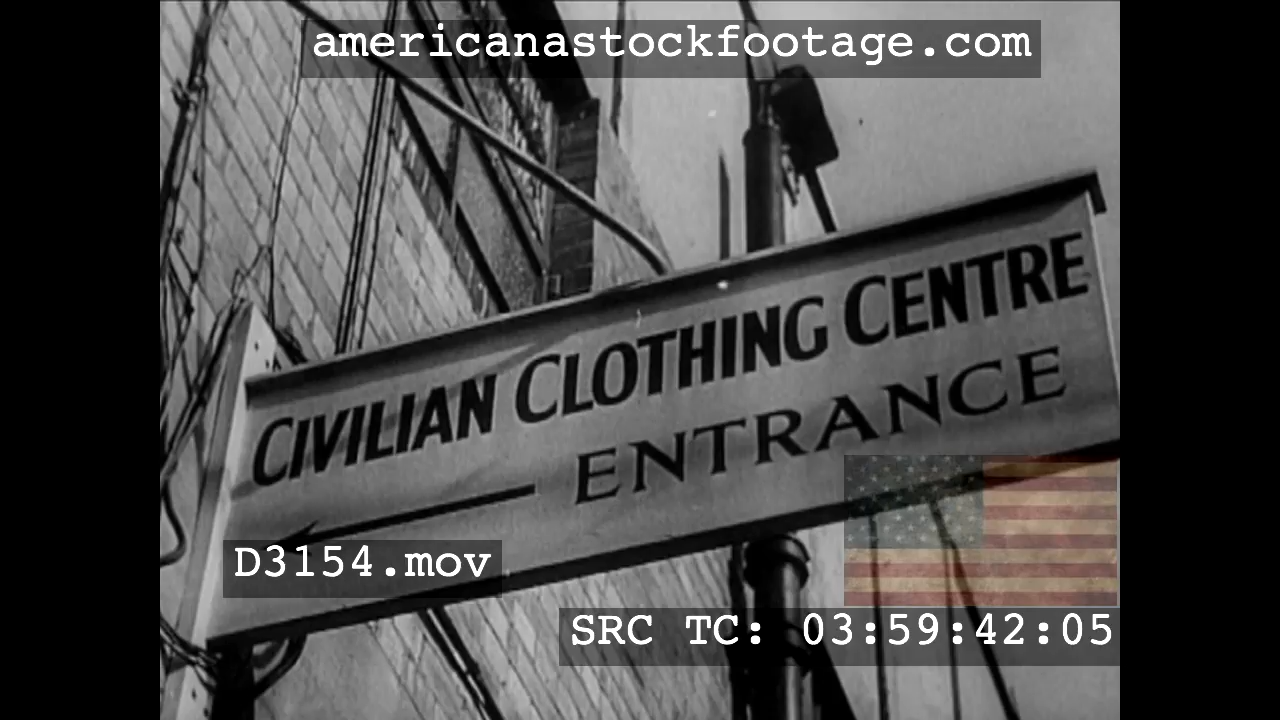 americanastockfootage.com
CIVILIAN CLOTHING CENTRE
ENTRANCE
D3154.mov
SRC TC: 03:59:42:05